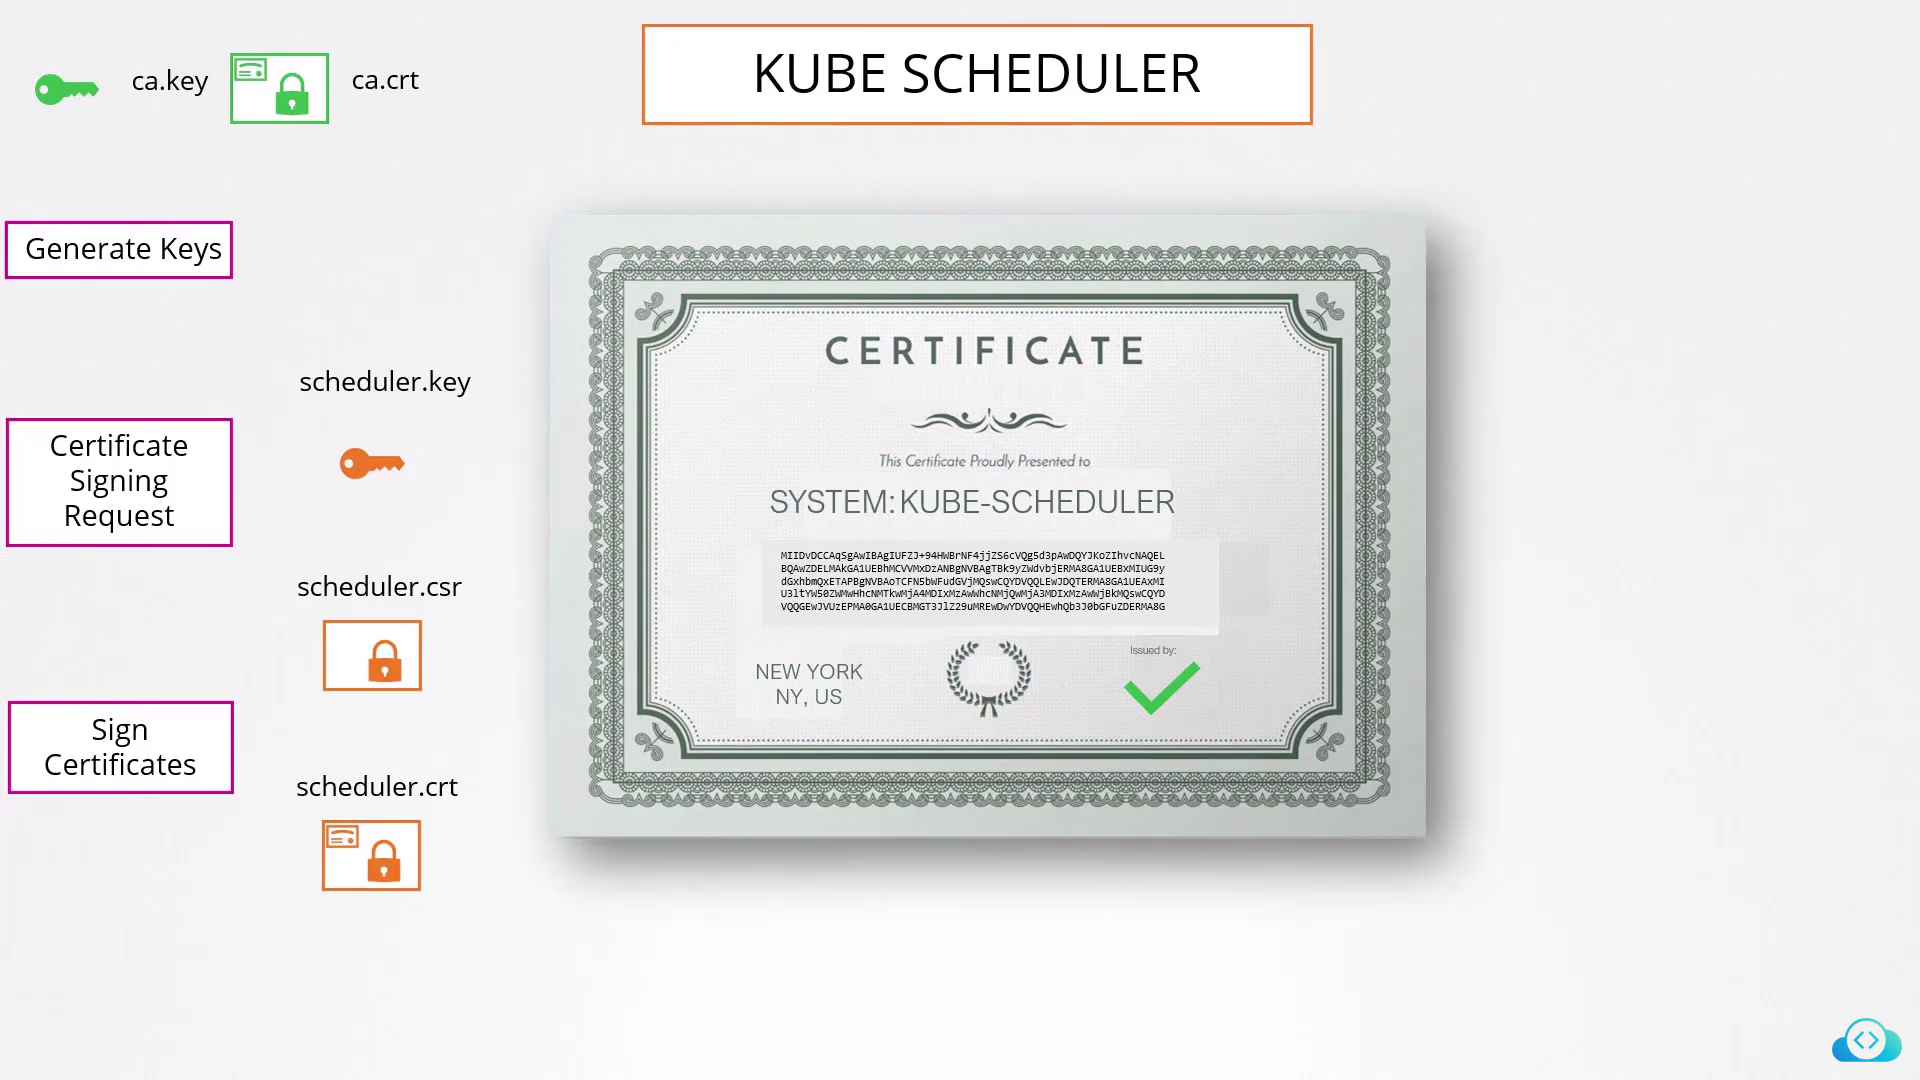 ca.key
ca.crt
KUBE SCHEDULER
Generate Keys
scheduler.key
Certificate
Signing
Request
scheduler.csr
Sign
Certificates
scheduler.crt
CERTIFICATE
This Certificate Proudly Presented to
SYSTEM:KUBE-SCHEDULER
MIIDvDCCAqSgAwIBAgIUFZJ+94HWBrNF4jjZS6cVQg5d3pAwDQYJKoZIhvcNAQEL
BQAwZDELMAkGA1UEBhMCVVMxDzANBgNVBAgTBk9yZWdvbjERMA8GA1UEBxMIUG9y
dGxhbmQxETAPBgNVBAoTCFN5bWFudGVjMQswCQYDVQQLEwJDQTERMA8GA1UEAxMI
U3ltYW50ZWMwHhcNMTkwMjA4MDIxMzAwWhcNMjQwMjA3MDIxMzAwWjBkMQswCQYD
VQQGEwJVUzEPMA0GA1UECBMGT3JlZ29uMREwDwYDVQQHEwhQb3J0bGFuZDERMA8G
NEW YORK
NY, US
Issued by: